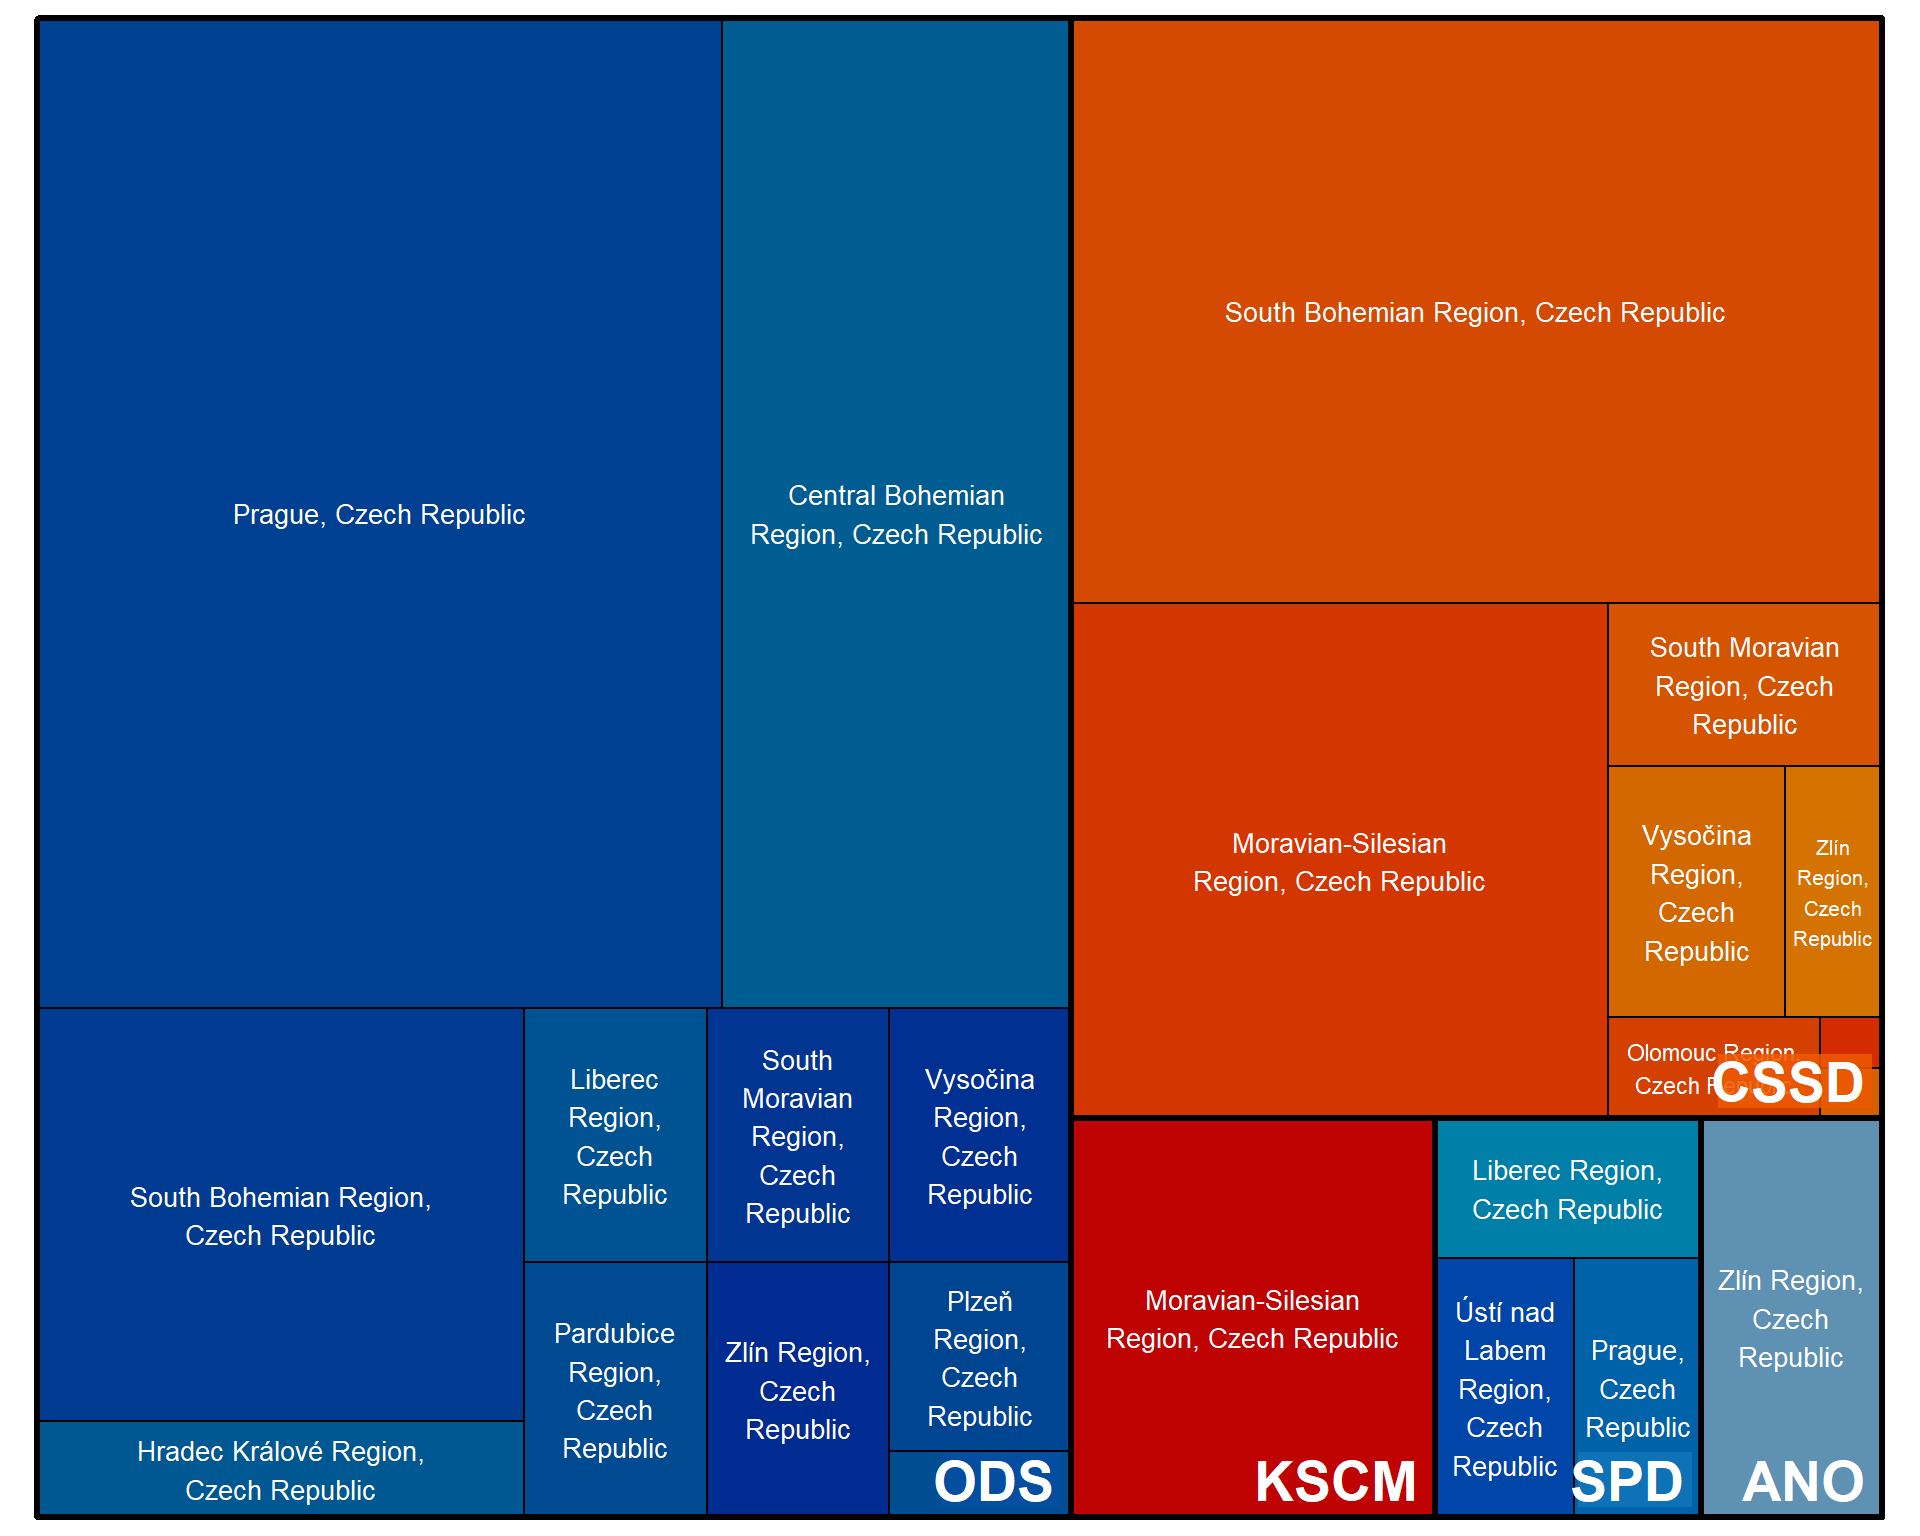 Prague, Czech Republic
Central Bohemian
Region, Czech Republic
South Bohemian Region,
Czech Republic
Hradec Králové Region,
Czech Republic
Liberec
Region,
Czech
Republic
Pardubice
Region,
Czech
Republic
South
Moravian
Region,
Czech
Republic
Zlín Region,
Czech
Republic
Vysočina
Region,
Czech
Republic
Plzeň
Region,
Czech
Republic
ODS
South Bohemian Region, Czech Republic
Moravian-Silesian
Region, Czech Republic
South Moravian
Region, Czech
Republic
Vysočina
Region,
Czech
Republic
Zlín
Region,
Czech
Republic
Olomouc Region,
Czech Republic
CSSD
Moravian-Silesian
Region, Czech Republic
KSCM
Liberec Region,
Czech Republic
Ústí nad
Labem
Region,
Czech
Republic
Prague,
Czech
Republic
SPD
Zlín Region,
Czech
Republic
ANO